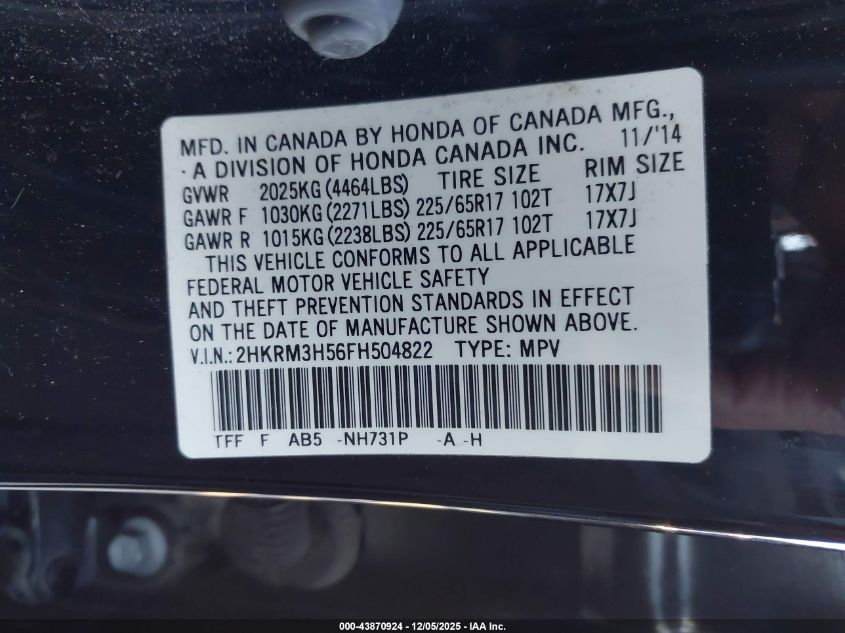 MFD. IN CANADA BY HONDA OF CANADA MFG.,
· A DIVISION OF HONDA CANADA INC. 11/'14
GVWR 2025KG (4464LBS) TIRE SIZE RIM SIZE
GAWR F 1030KG (2271LBS) 225/65R17 102T 17X7J
GAWR R 1015KG (2238LBS) 225/65R17 102T 17X7J
THIS VEHICLE CONFORMS TO ALL APPLICABLE
FEDERAL MOTOR VEHICLE SAFETY
AND THEFT PREVENTION STANDARDS IN EFFECT
ON THE DATE OF MANUFACTURE SHOWN ABOVE.
V.I.N.: 2HKRM3H56FH504822 TYPE: MPV
TFF F AB5 -NH731P -A -H
000-43870924 - 12/05/2025 - IAA Inc.